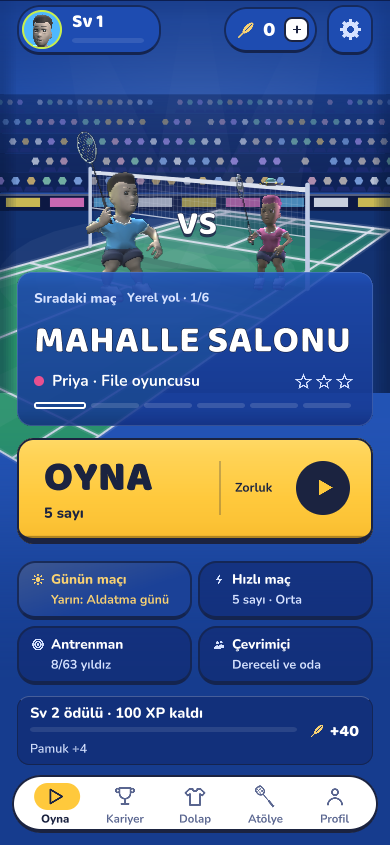 Sv 1
0
+
VS
Sıradaki maç Yerel yol · 1/6
MAHALLE SALONU
Priya · File oyuncusu
OYNA
5 sayı
Zorluk
Günün maçı
Yarın: Aldatma günü
Hızlı maç
5 sayı · Orta
Antrenman
8/63 yıldız
Çevrimiçi
Dereceli ve oda
Sv 2 ödülü · 100 XP kaldı
+40
Pamuk +4
Oyna
Kariyer
Dolap
Atölye
Profil